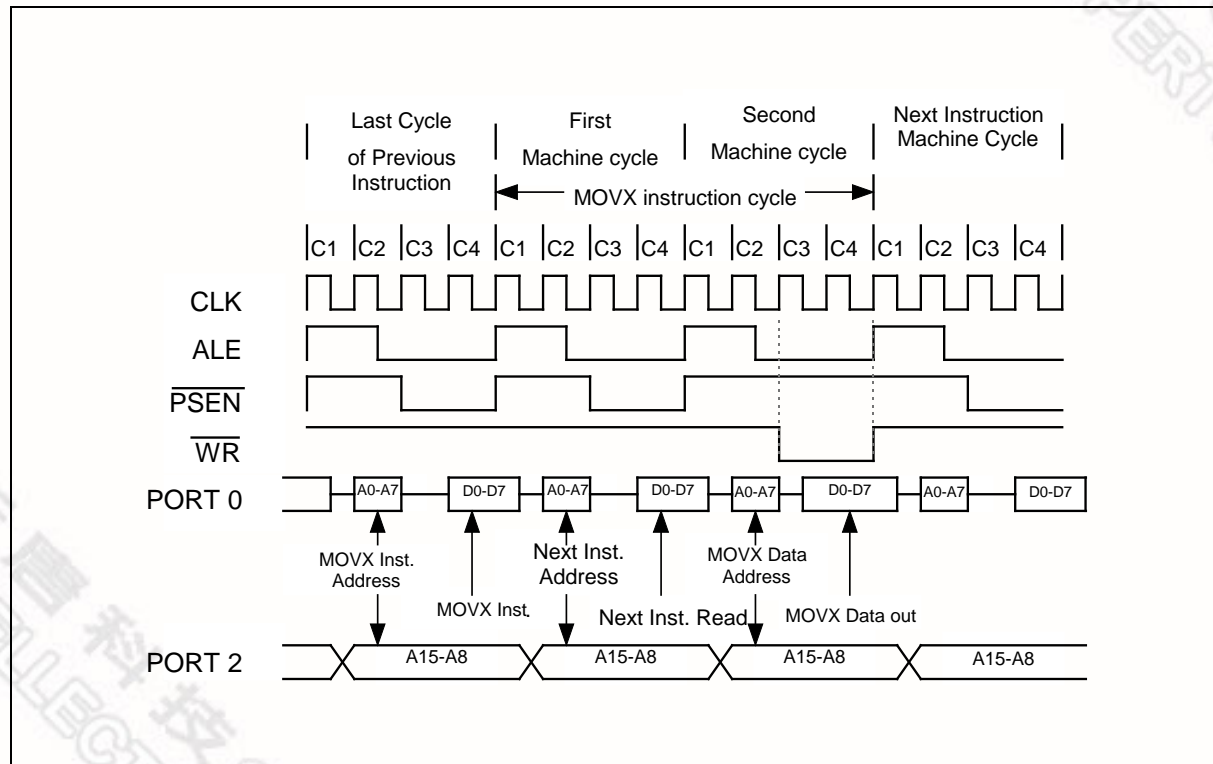 Last Cycle
of Previous
Instruction
First
Machine cycle
Second
Machine cycle
Next Instruction
Machine Cycle
MOVX instruction cycle
C1 C2 C3 C4 C1 C2 C3 C4 C1 C2 C3 C4 C1 C2 C3 C4
CLK
ALE
PSEN
WR
PORT 0
A0-A7 D0-D7 A0-A7 D0-D7 A0-A7 D0-D7 A0-A7 D0-D7
MOVX Inst.
Address
MOVX Inst.
Next Inst.
Address
Next Inst. Read
MOVX Data
Address
MOVX Data out
PORT 2
A15-A8 A15-A8 A15-A8 A15-A8